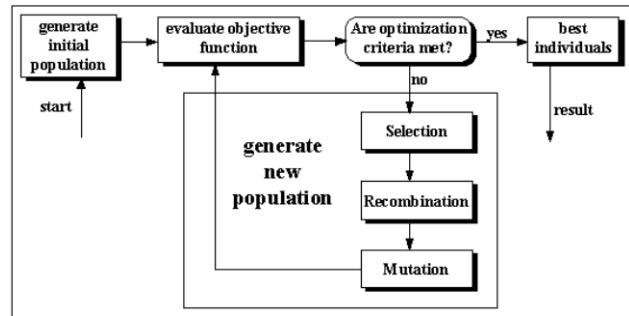 generate
initial
population
evaluate objective
function
Are optimization
criteria met?
yes
best
individuals
start
no
result
generate
new
population
Selection
Recombination
Mutation